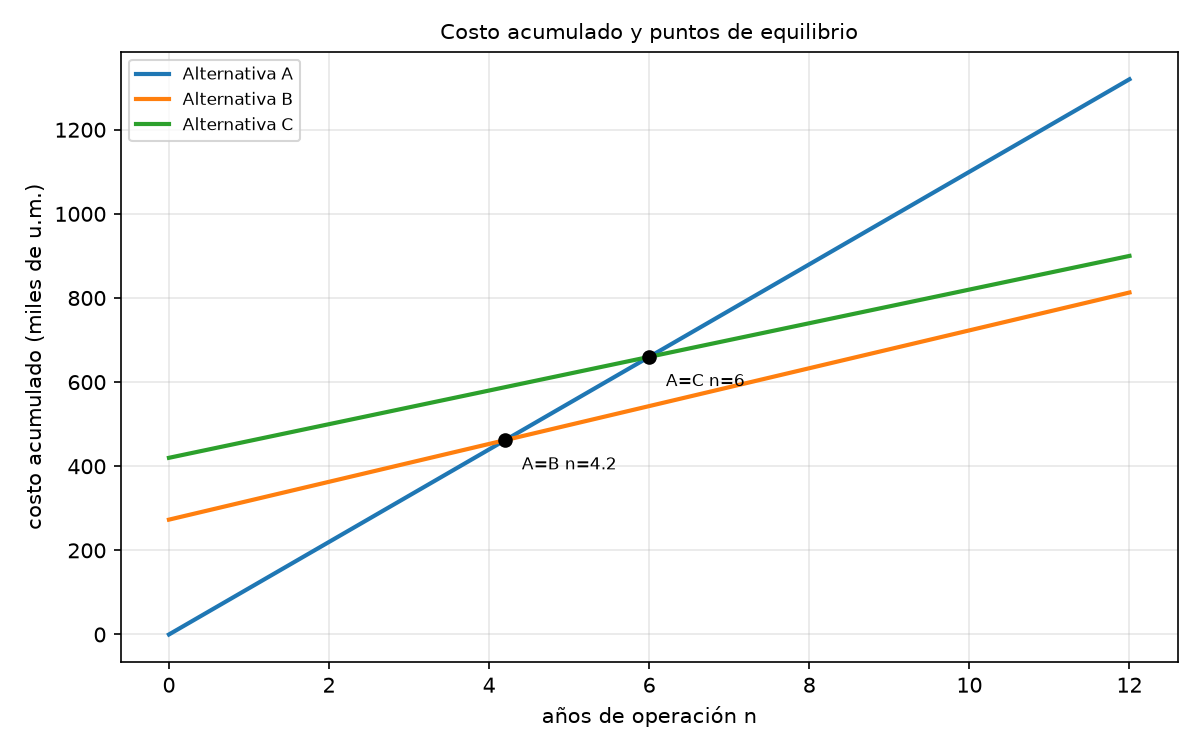 Costo acumulado y puntos de equilibrio
Alternativa A
Alternativa B
Alternativa C
costo acumulado (miles de u.m.)
1200
1000
800
600
400
200
0
A=C n=6
A=B n=4.2
0 2 4 6 8 10 12
años de operación n